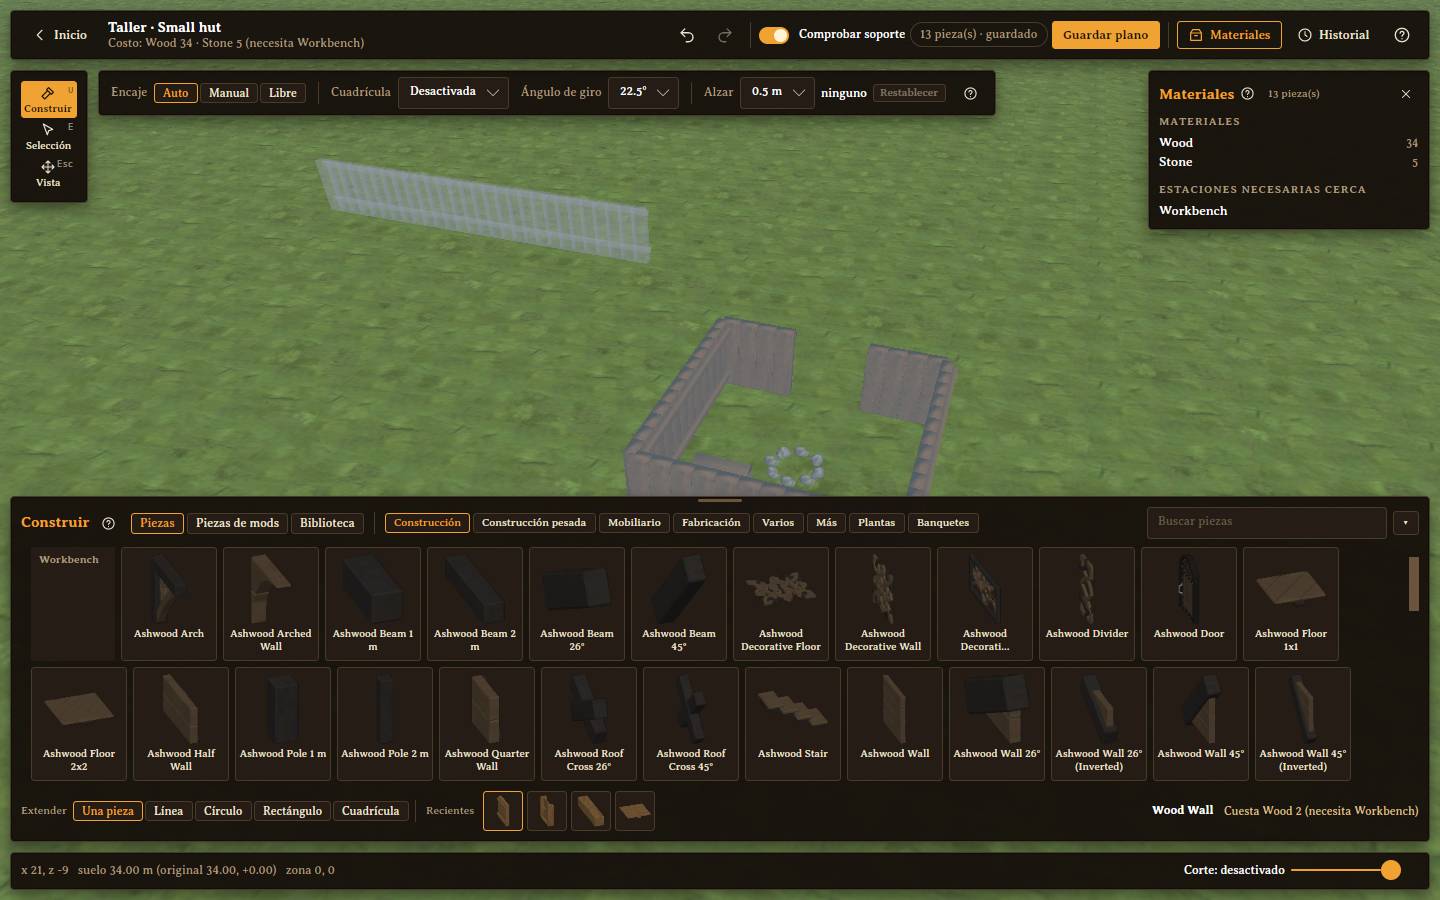 Inicio
Taller · Small hut
Costo: Wood 34 · Stone 5 (necesita Workbench)
Comprobar soporte
13 pieza(s) · guardado
Guardar plano
Materiales
Historial
Construir U
Selección E
Vista Esc
Encaje Auto Manual Libre Cuadrícula Desactivada Ángulo de giro 22.5° Alzar 0.5 m ninguno Restablecer
Materiales 13 pieza(s)
MATERIALES
Wood 34
Stone 5
ESTACIONES NECESARIAS CERCA
Workbench
Construir Piezas Piezas de mods Biblioteca Construcción Construcción pesada Mobiliario Fabricación Varios Más Plantas Banquetes Buscar piezas
Workbench
Ashwood Arch
Ashwood Arched Wall
Ashwood Beam 1 m
Ashwood Beam 2 m
Ashwood Beam 26°
Ashwood Beam 45°
Ashwood Decorative Floor
Ashwood Decorative Wall
Ashwood Decorati...
Ashwood Divider
Ashwood Door
Ashwood Floor 1x1
Ashwood Floor 2x2
Ashwood Half Wall
Ashwood Pole 1 m
Ashwood Pole 2 m
Ashwood Quarter Wall
Ashwood Roof Cross 26°
Ashwood Roof Cross 45°
Ashwood Stair
Ashwood Wall
Ashwood Wall 26°
Ashwood Wall 26° (Inverted)
Ashwood Wall 45°
Ashwood Wall 45° (Inverted)
Extender Una pieza Línea Círculo Rectángulo Cuadrícula Recientes
Wood Wall Cuesta Wood 2 (necesita Workbench)
x 21, z -9 suelo 34.00 m (original 34.00, +0.00) zona 0, 0
Corte: desactivado